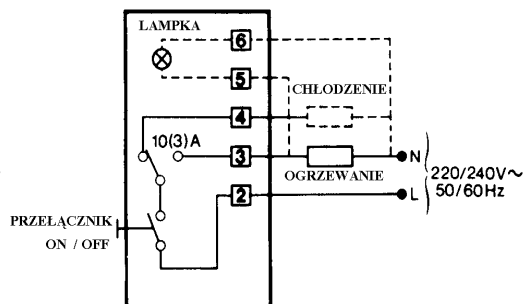 LAMPKA
6
5
CHŁODZENIE
4
10(3)A
3
N
OGRZEWANIE
220/240V~
2
L
50/60Hz
PRZEŁĄCZNIK
ON / OFF